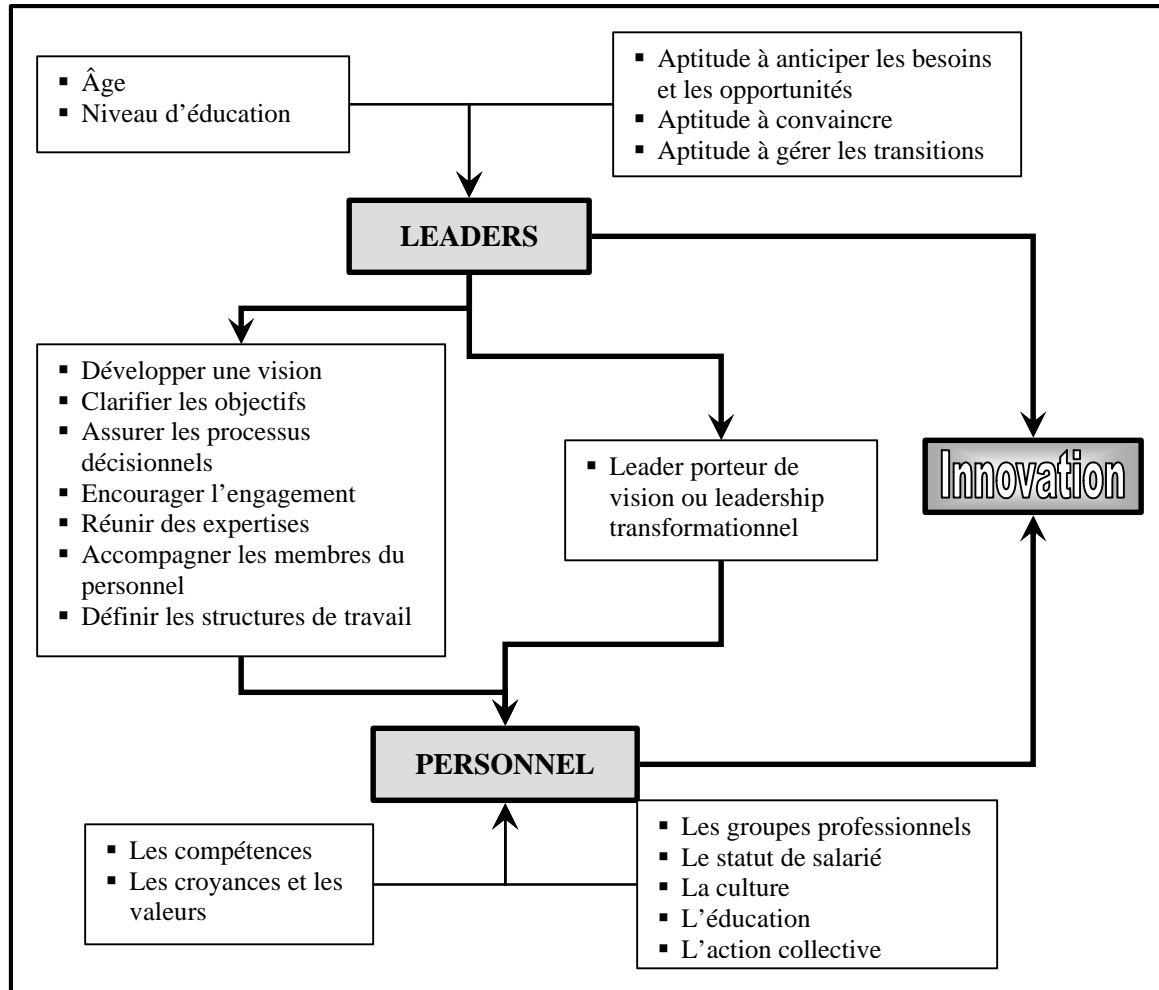 ▪ Âge
▪ Niveau d’éducation
▪ Aptitude à anticiper les besoins
et les opportunités
▪ Aptitude à convaincre
▪ Aptitude à gérer les transitions
LEADERS
▪ Développer une vision
▪ Clarifier les objectifs
▪ Assurer les processus
décisionnels
▪ Encourager l’engagement
▪ Réunir des expertises
▪ Accompagner les membres du
personnel
▪ Définir les structures de travail
▪ Leader porteur de
vision ou leadership
transformationnel
Innovation
PERSONNEL
▪ Les compétences
▪ Les croyances et les
valeurs
▪ Les groupes professionnels
▪ Le statut de salarié
▪ La culture
▪ L’éducation
▪ L’action collective